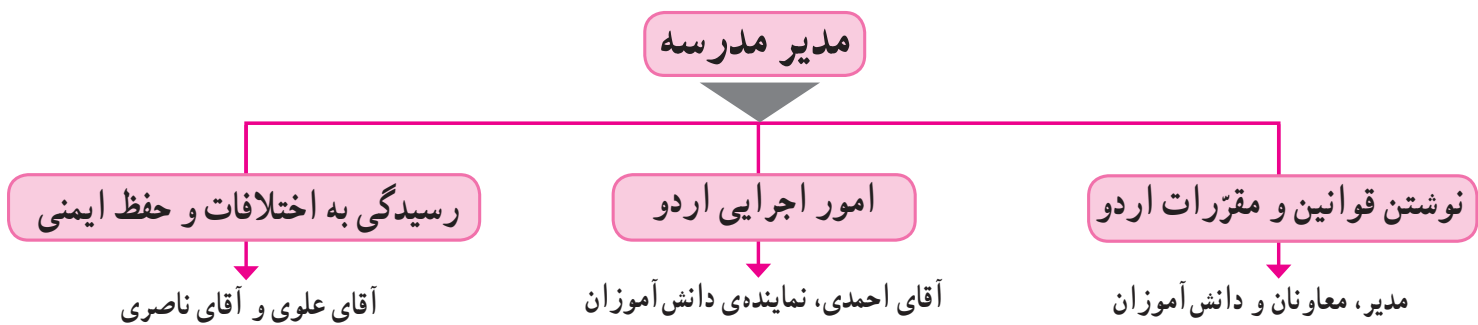 مدیر مدرسه
نوشتن قوانین و مقرّرات اردو
امور اجرایی اردو
رسیدگی به اختلافات و حفظ ایمنی
مدیر، معاونان و دانش‌آموزان
آقای احمدی، نماینده‌ی دانش‌آموزان
آقای علوی و آقای ناصری